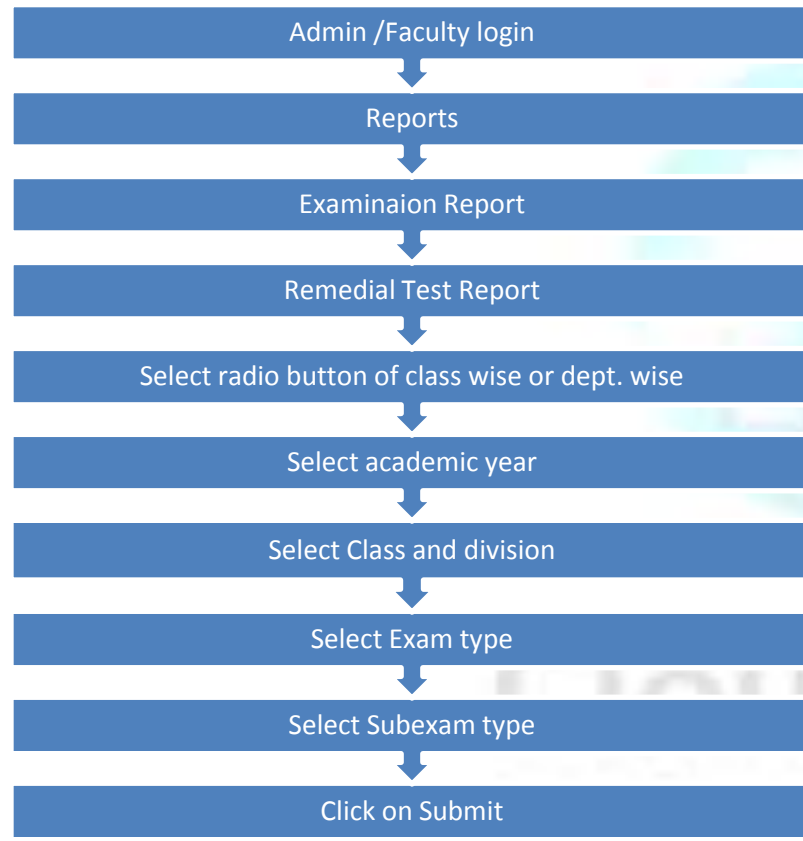 Admin /Faculty login
Reports
Examinaion Report
Remedial Test Report
Select radio button of class wise or dept. wise
Select academic year
Select Class and division
Select Exam type
Select Subexam type
Click on Submit